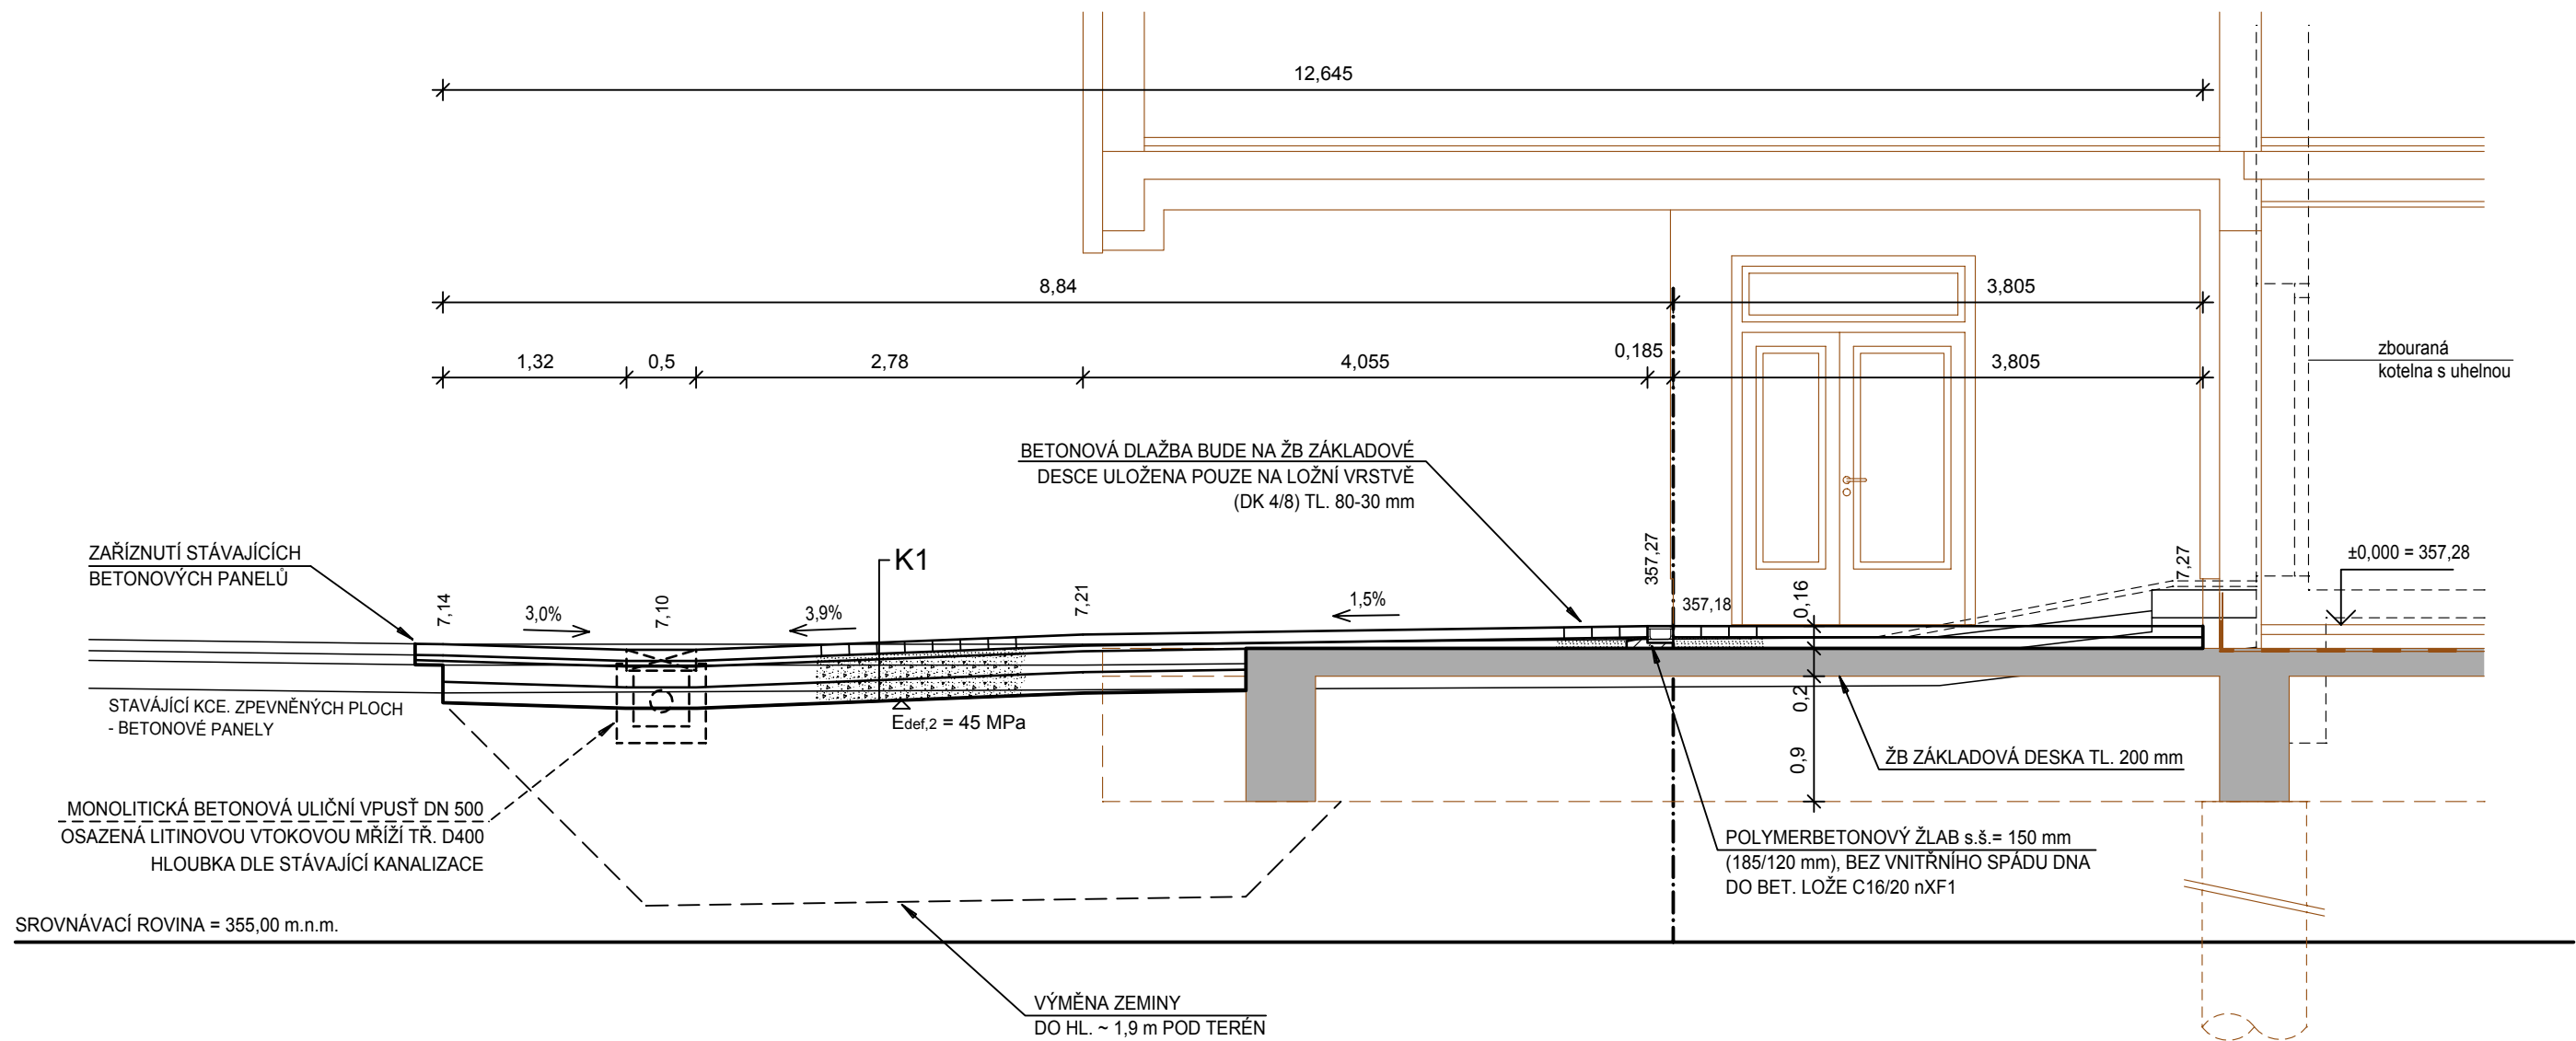 12,645
8,84
3,805
1,32
0,5
2,78
4,055
0,185
3,805
zbouraná
kotelna s uhelnou
BETONOVÁ DLAŽBA BUDE NA ŽB ZÁKLADOVÉ
DESCE ULOŽENA POUZE NA LOŽNÍ VRSTVĚ
(DK 4/8) TL. 80-30 mm
ZAŘÍZNUTÍ STÁVAJÍCÍCH
BETONOVÝCH PANELŮ
K1
7,14
3,0%
7,10
3,9%
7,21
1,5%
357,27
357,18
0,16
7,27
±0,000 = 357,28
STAVÁJÍCÍ KCE. ZPEVNĚNÝCH PLOCH
- BETONOVÉ PANELY
Edef,2 = 45 MPa
0,2
0,9
ŽB ZÁKLADOVÁ DESKA TL. 200 mm
MONOLITICKÁ BETONOVÁ ULIČNÍ VPUSŤ DN 500
OSAZENÁ LITINOVOU VTOKOVOU MŘÍŽÍ TŘ. D400
HLOUBKA DLE STÁVAJÍCÍ KANALIZACE
POLYMERBETONOVÝ ŽLAB s.š.= 150 mm
(185/120 mm), BEZ VNITŘNÍHO SPÁDU DNA
DO BET. LOŽE C16/20 nXF1
SROVNÁVACÍ ROVINA = 355,00 m.n.m.
VÝMĚNA ZEMINY
DO HL. ~ 1,9 m POD TERÉN